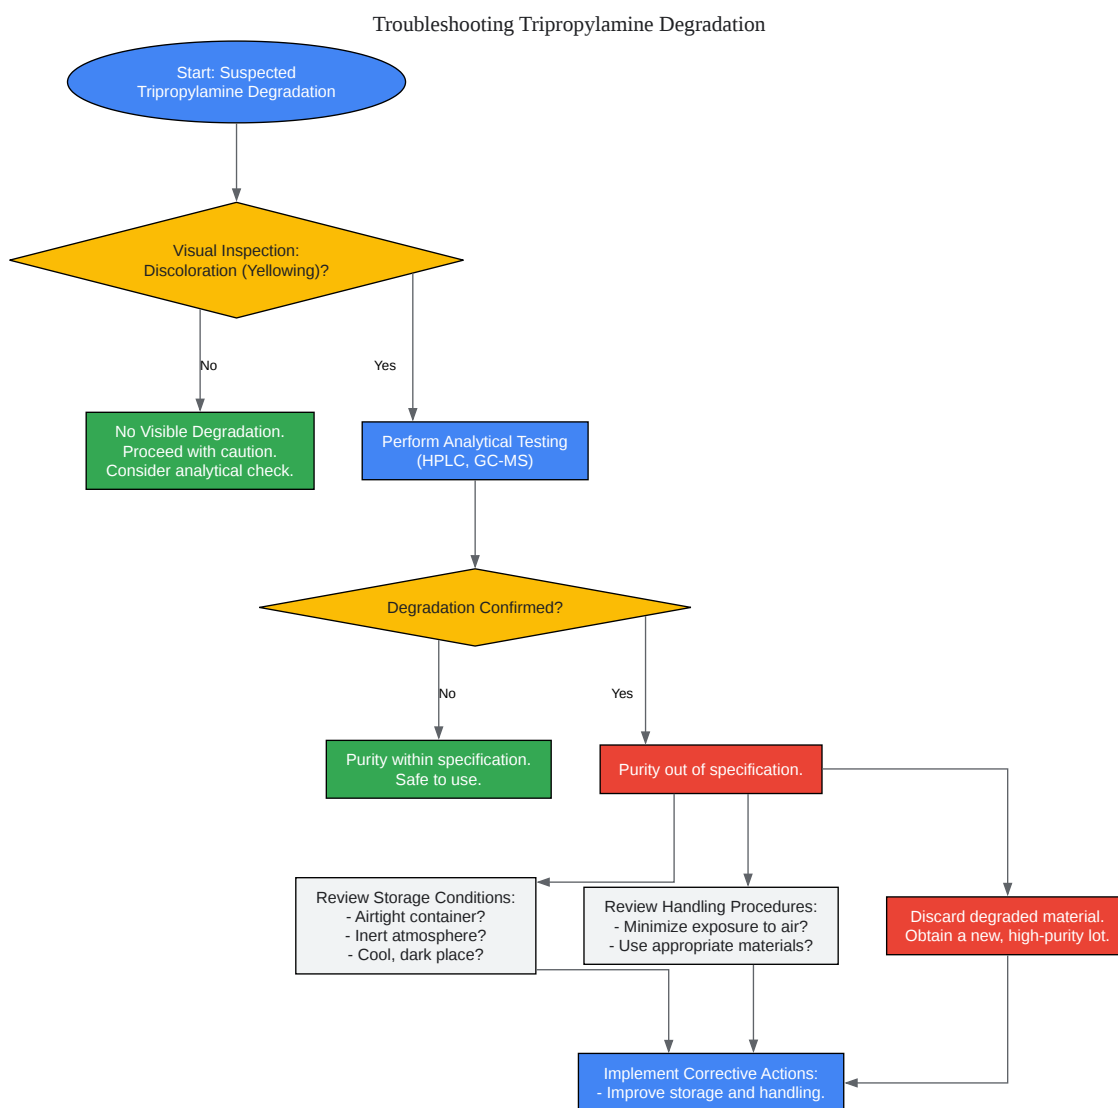 Troubleshooting Tripropylamine Degradation
Start: Suspected
Tripropylamine Degradation
Visual Inspection:
Discoloration (Yellowing)?
No
Yes
No Visible Degradation.
Proceed with caution.
Consider analytical check.
Perform Analytical Testing
(HPLC, GC-MS)
Degradation Confirmed?
No
Yes
Purity within specification.
Safe to use.
Purity out of specification.
Review Storage Conditions:
- Airtight container?
- Inert atmosphere?
- Cool, dark place?
Review Handling Procedures:
- Minimize exposure to air?
- Use appropriate materials?
Discard degraded material.
Obtain a new, high-purity lot.
Implement Corrective Actions:
- Improve storage and handling.